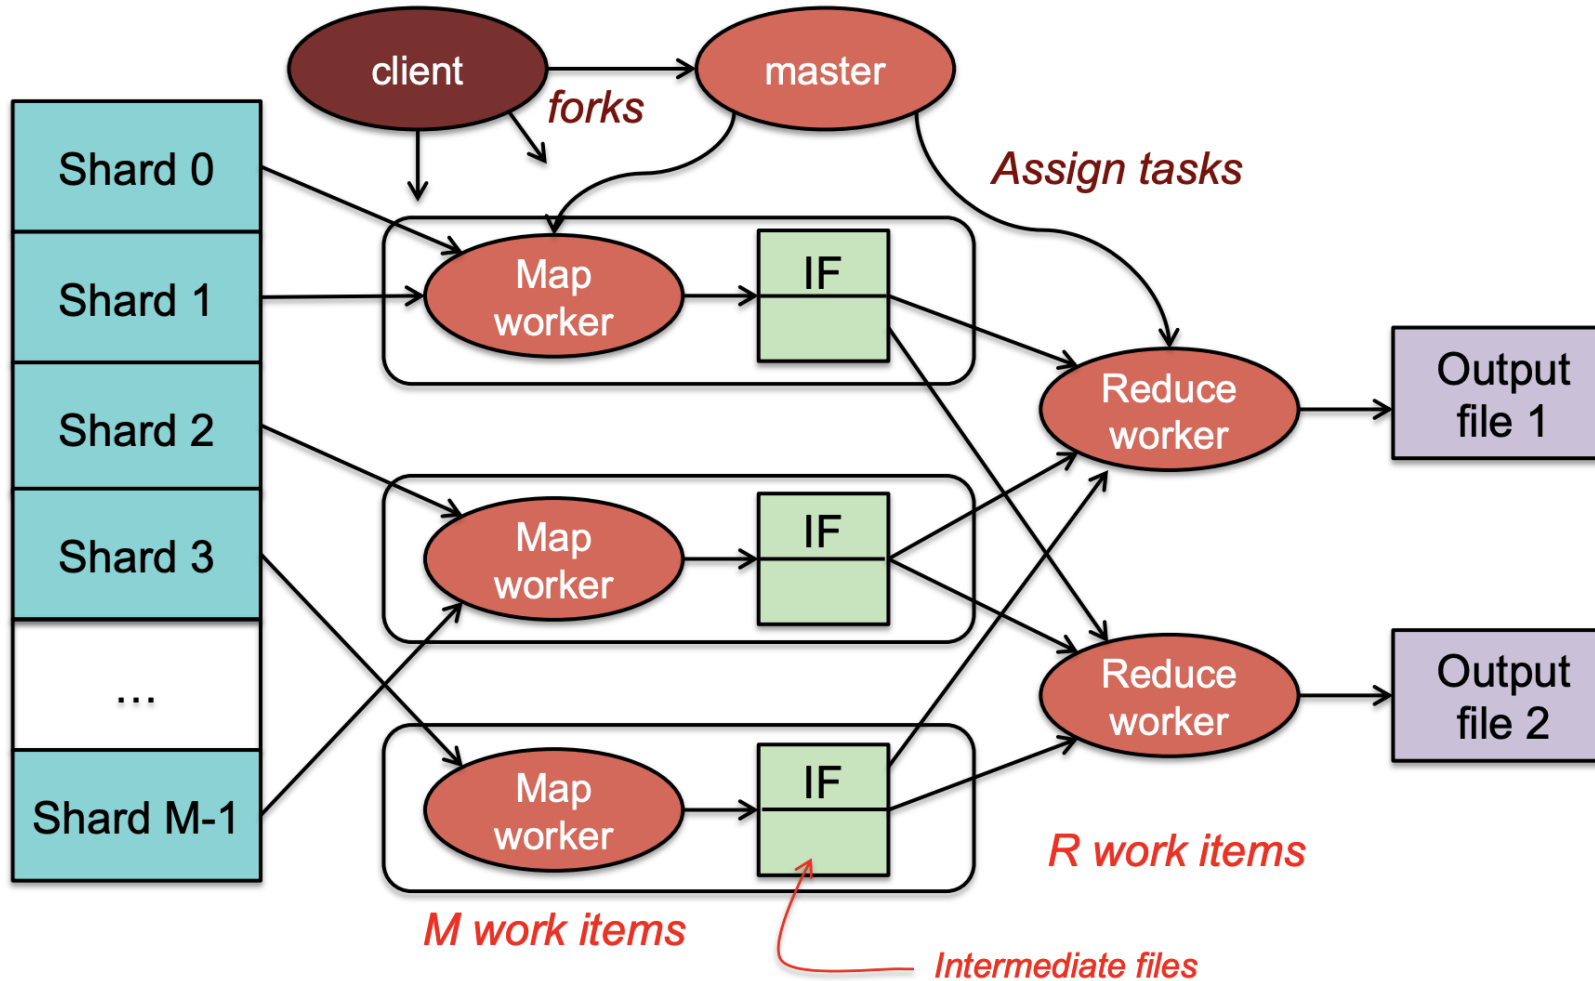 client
master
forks
Assign tasks
Shard 0
Shard 1
Shard 2
Shard 3
...
Shard M-1
Map
worker
IF
Map
worker
IF
Map
worker
IF
Reduce
worker
Reduce
worker
Output
file 1
Output
file 2
R work items
M work items
Intermediate files